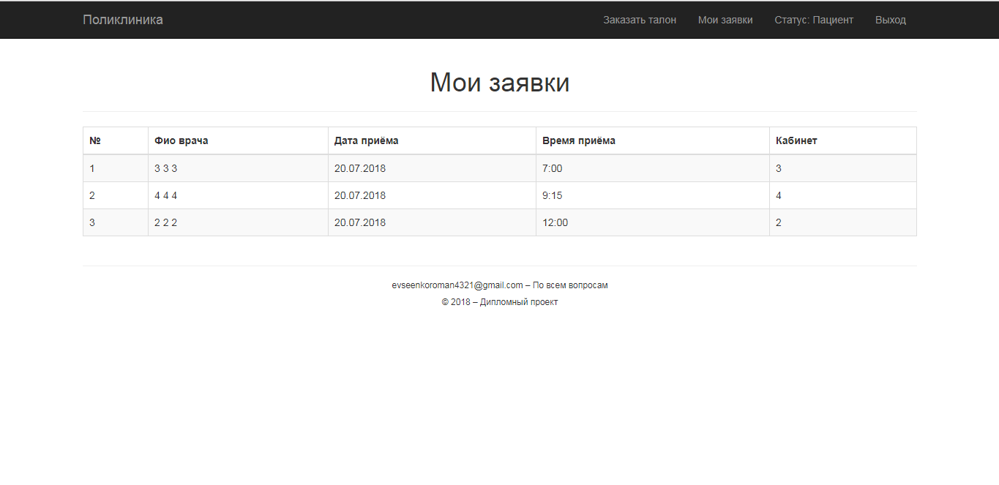 Поликлиника Заказать талон Мои заявки Статус: Пациент Выход
Мои заявки
№ Фио врача Дата приёма Время приёма Кабинет
1 3 3 3 20.07.2018 7:00 3
2 4 4 4 20.07.2018 9:15 4
3 2 2 2 20.07.2018 12:00 2
evseenkoroman4321@gmail.com – По всем вопросам
© 2018 – Дипломный проект